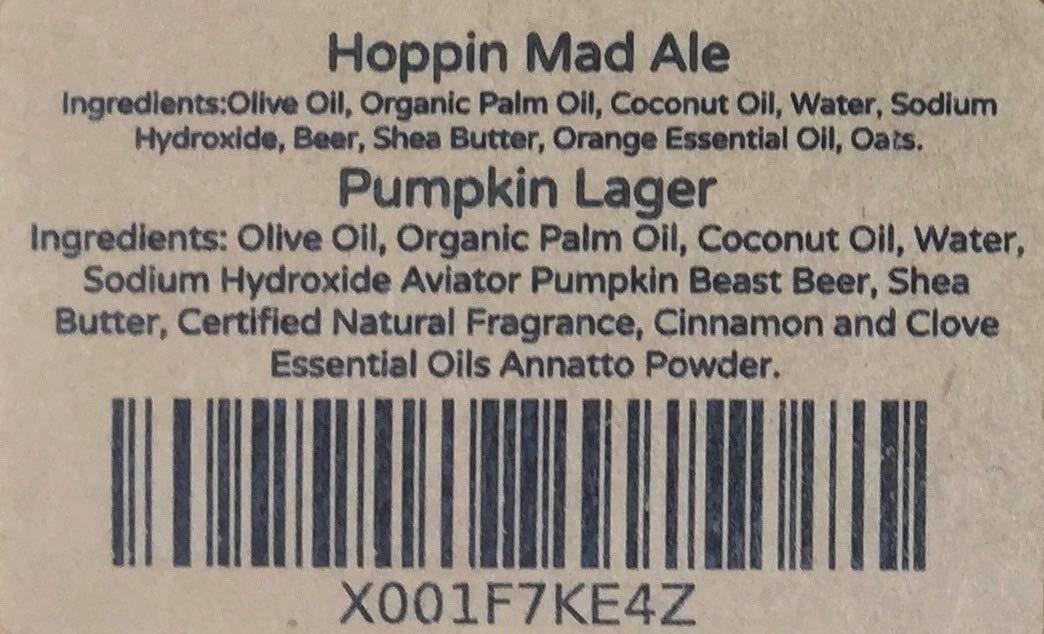 Hoppin Mad Ale
Ingredients:Olive Oil, Organic Palm Oil, Coconut Oil, Water, Sodium
Hydroxide, Beer, Shea Butter, Orange Essential Oil, Oats.
Pumpkin Lager
Ingredients: Olive Oil, Organic Palm Oil, Coconut Oil, Water,
Sodium Hydroxide Aviator Pumpkin Beast Beer, Shea
Butter, Certified Natural Fragrance, Cinnamon and Clove
Essential Oils Annatto Powder.
X001F7KE4Z